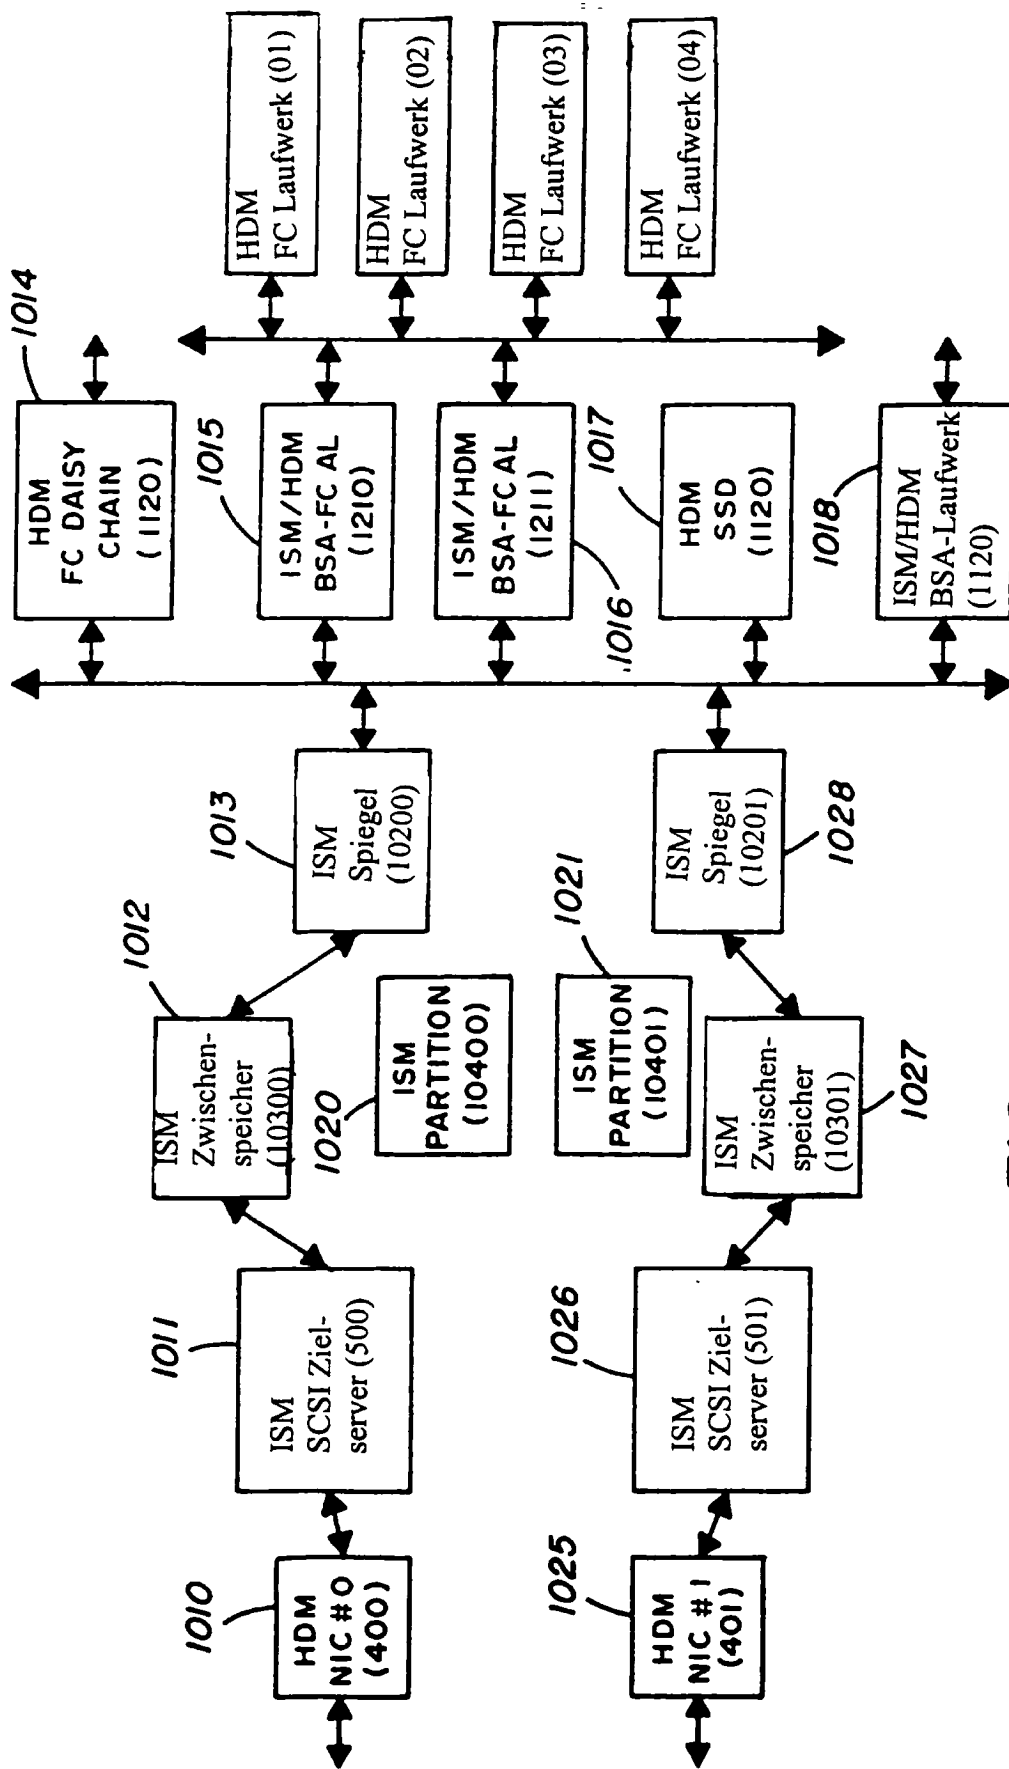 1010
HDM
NIC #0
(400)
1011
ISM
SCSI Ziel-
server (500)
1012
ISM
Zwischen-
speicher
(10300)
1013
ISM
Spiegel
(10200)
1020
ISM
PARTITION
(10400)
1014
HDM
FC DAISY
CHAIN
(1120)
1015
ISM/HDM
BSA-FC AL
(1210)
1016
ISM/HDM
BSA-FC AL
(1211)
1017
HDM
SSD
(1120)
1018
ISM/HDM
BSA-Laufwerk
(1120)
HDM
FC Laufwerk (01)
HDM
FC Laufwerk (02)
HDM
FC Laufwerk (03)
HDM
FC Laufwerk (04)
1025
HDM
NIC #1
(401)
1026
ISM
SCSI Ziel-
server (501)
1021
ISM
PARTITION
(10401)
1027
ISM
Zwischen-
speicher
(10301)
1028
ISM
Spiegel
(10201)